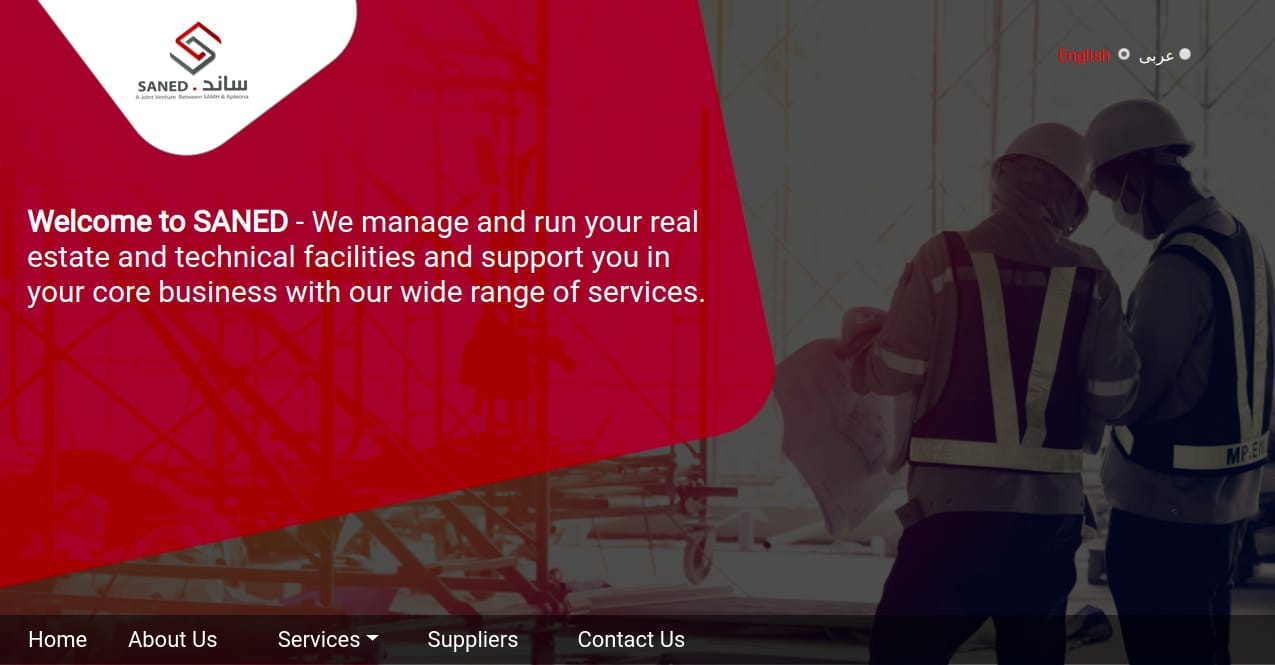 SANED . ساند
A Joint Venture Between SAMH & Apleona
English عربى
Welcome to SANED - We manage and run your real
estate and technical facilities and support you in
your core business with our wide range of services.
Home About Us Services Suppliers Contact Us